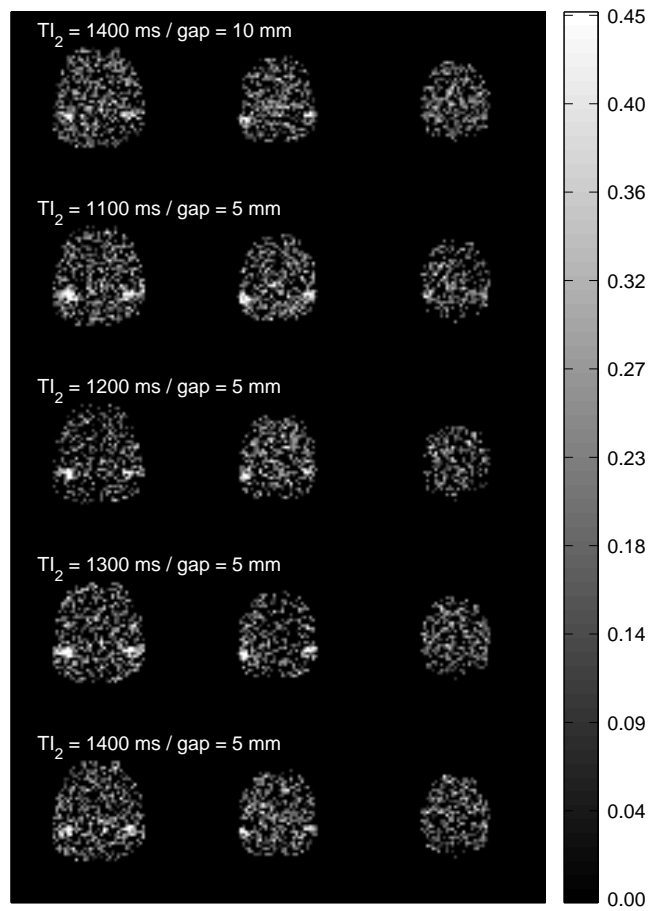 TI2 = 1400 ms / gap = 10 mm
TI2 = 1100 ms / gap = 5 mm
TI2 = 1200 ms / gap = 5 mm
TI2 = 1300 ms / gap = 5 mm
TI2 = 1400 ms / gap = 5 mm
0.45
0.40
0.36
0.32
0.27
0.23
0.18
0.14
0.09
0.04
0.00